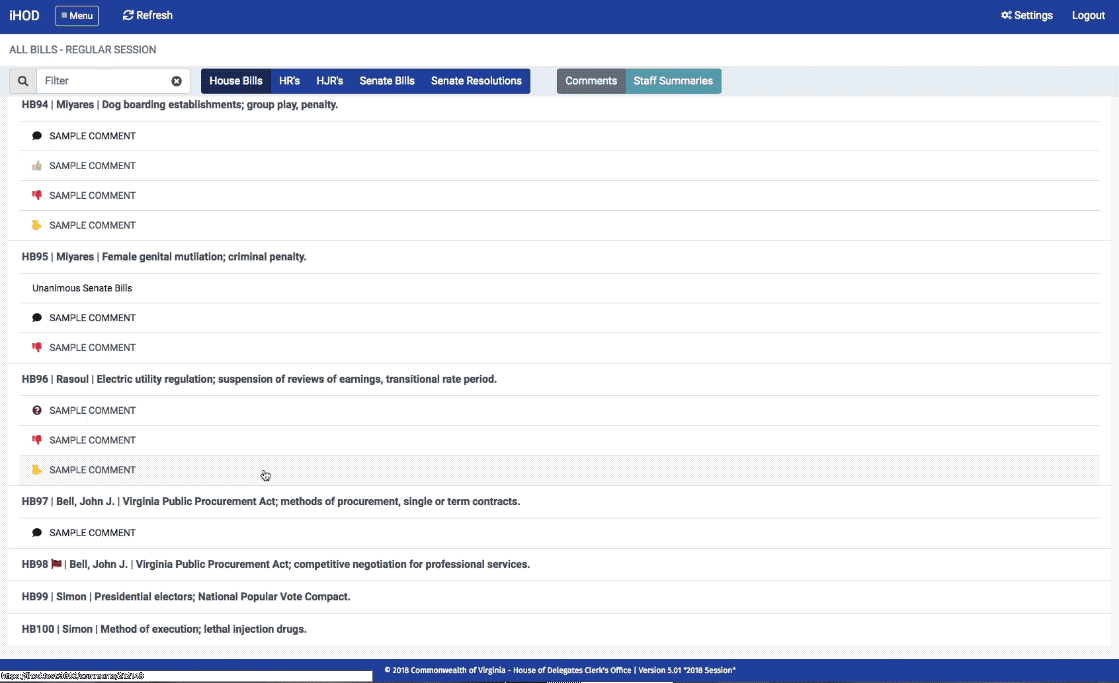 iHOD Menu Refresh Settings Logout
ALL BILLS - REGULAR SESSION
Filter House Bills HR's HJR's Senate Bills Senate Resolutions Comments Staff Summaries
HB94 | Miyares | Dog boarding establishments; group play, penalty.
SAMPLE COMMENT
SAMPLE COMMENT
SAMPLE COMMENT
SAMPLE COMMENT
HB95 | Miyares | Female genital mutilation; criminal penalty.
Unanimous Senate Bills
SAMPLE COMMENT
SAMPLE COMMENT
HB96 | Rasoul | Electric utility regulation; suspension of reviews of earnings, transitional rate period.
SAMPLE COMMENT
SAMPLE COMMENT
SAMPLE COMMENT
HB97 | Bell, John J. | Virginia Public Procurement Act; methods of procurement, single or term contracts.
SAMPLE COMMENT
HB98 | Bell, John J. | Virginia Public Procurement Act; competitive negotiation for professional services.
HB99 | Simon | Presidential electors; National Popular Vote Compact.
HB100 | Simon | Method of execution; lethal injection drugs.
© 2018 Commonwealth of Virginia - House of Delegates Clerk's Office | Version 5.01 "2018 Session"